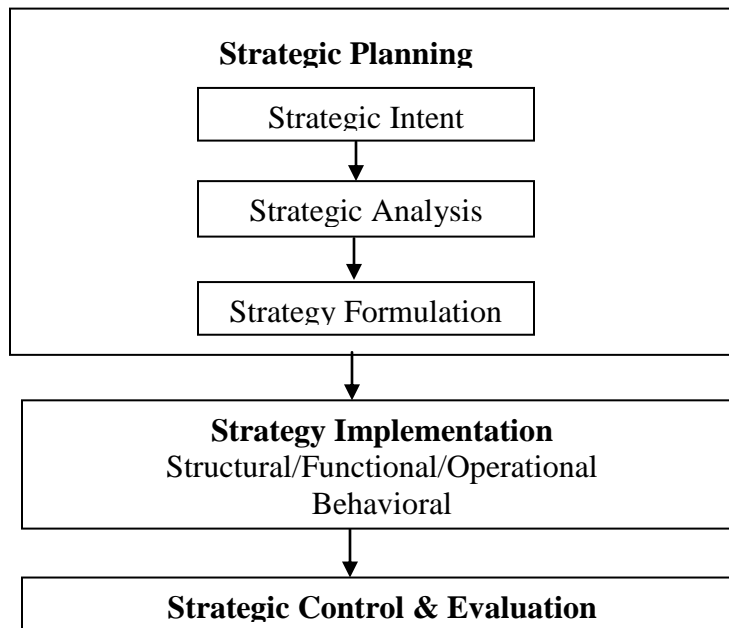 Strategic Planning
Strategic Intent
Strategic Analysis
Strategy Formulation
Strategy Implementation
Structural/Functional/Operational
Behavioral
Strategic Control & Evaluation